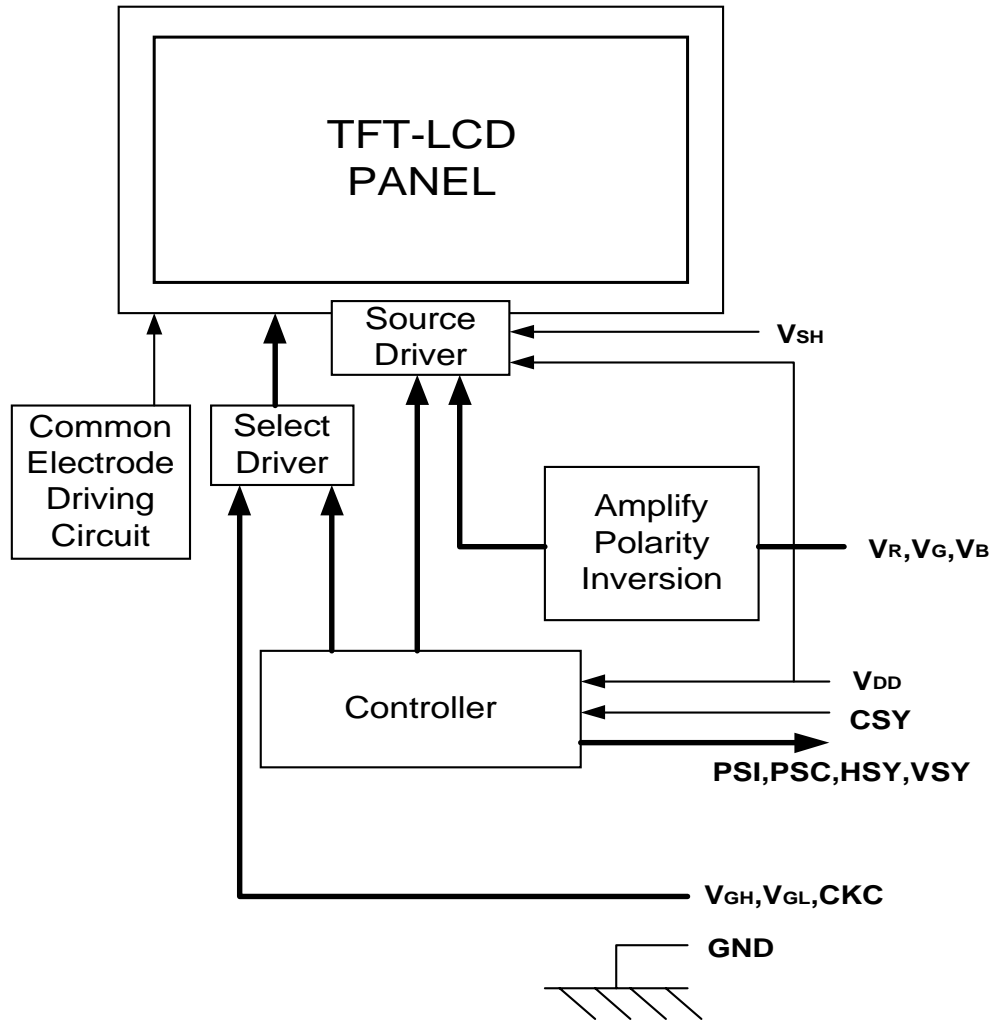 TFT-LCD
PANEL
Source
Driver
VSH
Common
Electrode
Driving
Circuit
Select
Driver
Amplify
Polarity
Inversion
VR,VG,VB
Controller
VDD
CSY
PSI,PSC,HSY,VSY
VGH,VGL,CKC
GND